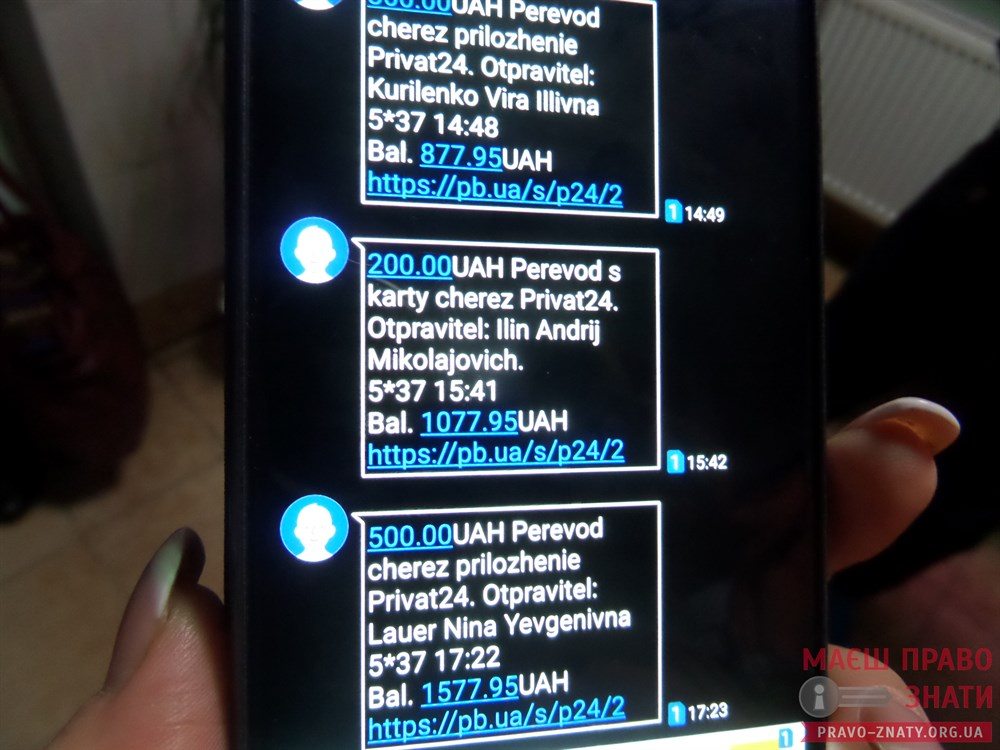 500.00UAH Perevod
cherez prilozhenie
Privat24. Otpravitel:
Kurilenko Vira Illivna
5*37 14:48
Bal. 877.95UAH
https://pb.ua/s/p24/2
1 14:49
200.00UAH Perevod s
karty cherez Privat24.
Otpravitel: Ilin Andrij
Mikolajovich.
5*37 15:41
Bal. 1077.95UAH
https://pb.ua/s/p24/2
1 15:42
500.00UAH Perevod
cherez prilozhenie
Privat24. Otpravitel:
Lauer Nina Yevgenivna
5*37 17:22
Bal. 1577.95UAH
https://pb.ua/s/p24/2
1 17:23
1
МАЄШ ПРАВО
ЗНАТИ
PRAVO-ZNATY.ORG.UA